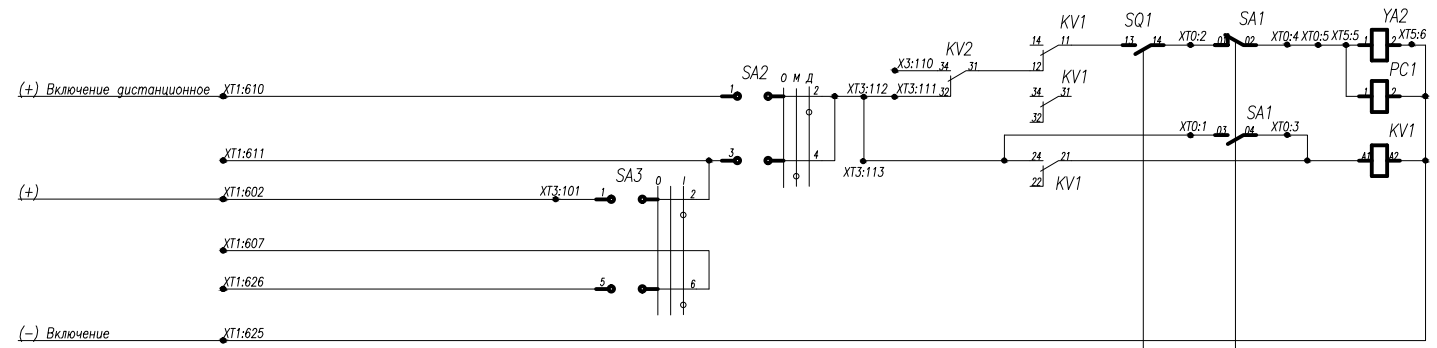 KV1
SQ1
SA1
YA2
14
11
13
14
XT0:2
01
02
XT0:4
XT0:5
XT5:5
1
2
XT5:6
KV2
X3:110
34
31
12
PC1
SA2
О М Д
KV1
(+) Включение дистанционное
XT1:610
1
2
XT3:112
XT3:111
32
34
31
1
2
32
SA1
KV1
XT0:1
03
04
XT0:3
XT1:611
3
4
24
21
A1
A2
XT3:113
22
KV1
SA3
О I
(+)
XT1:602
XT3:101
1
2
XT1:607
XT1:626
5
6
(-) Включение
XT1:625